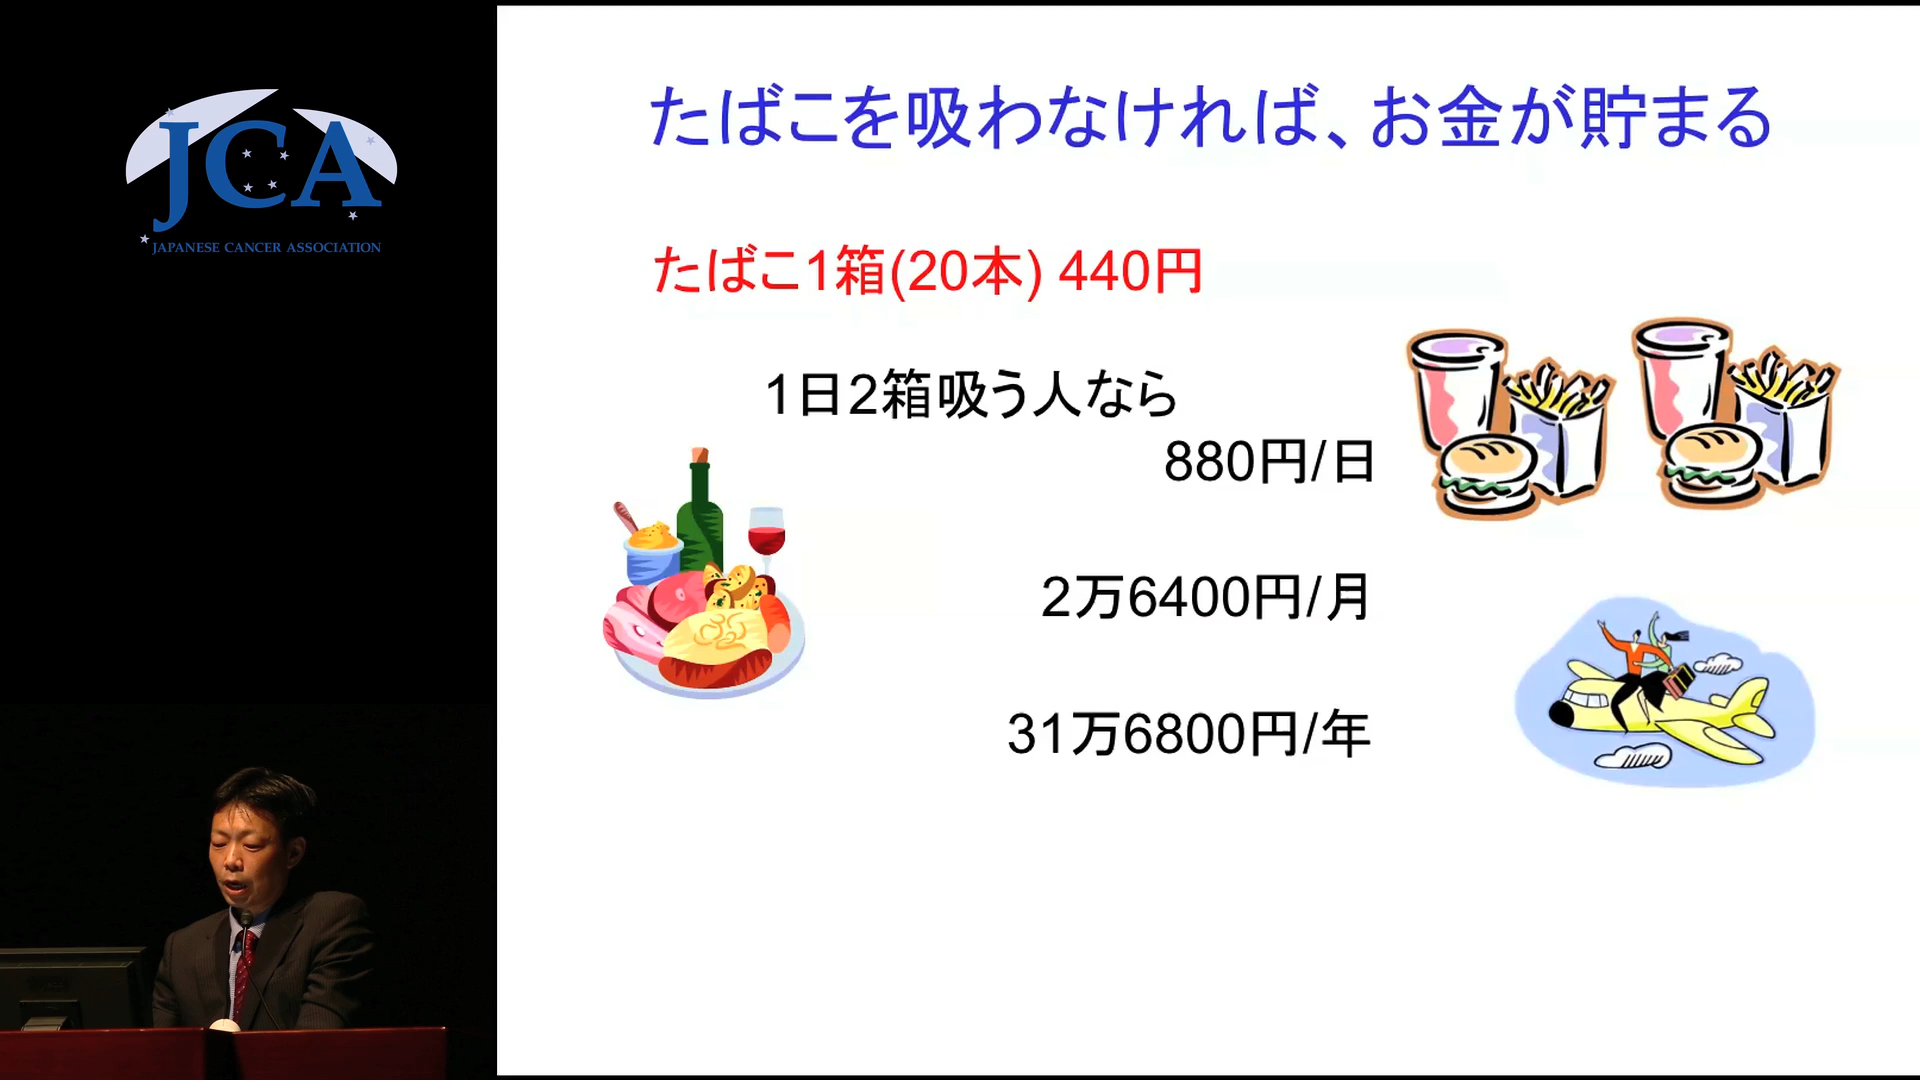 JCA
JAPANESE CANCER ASSOCIATION
たばこを吸わなければ、お金が貯まる
たばこ1箱(20本) 440円
1日2箱吸う人なら
880円/日
2万6400円/月
31万6800円/年